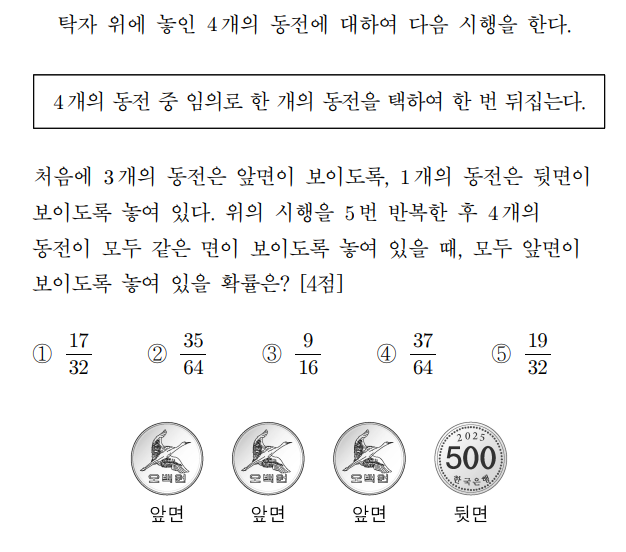 탁자 위에 놓인 4개의 동전에 대하여 다음 시행을 한다.
4개의 동전 중 임의로 한 개의 동전을 택하여 한 번 뒤집는다.
처음에 3개의 동전은 앞면이 보이도록, 1개의 동전은 뒷면이
보이도록 놓여 있다. 위의 시행을 5번 반복한 후 4개의
동전이 모두 같은 면이 보이도록 놓여 있을 때, 모두 앞면이
보이도록 놓여 있을 확률은? [4점]
① 17/32 ② 35/64 ③ 9/16 ④ 37/64 ⑤ 19/32
오백원 오백원 오백원 2025 500 한국은행
앞면 앞면 앞면 뒷면